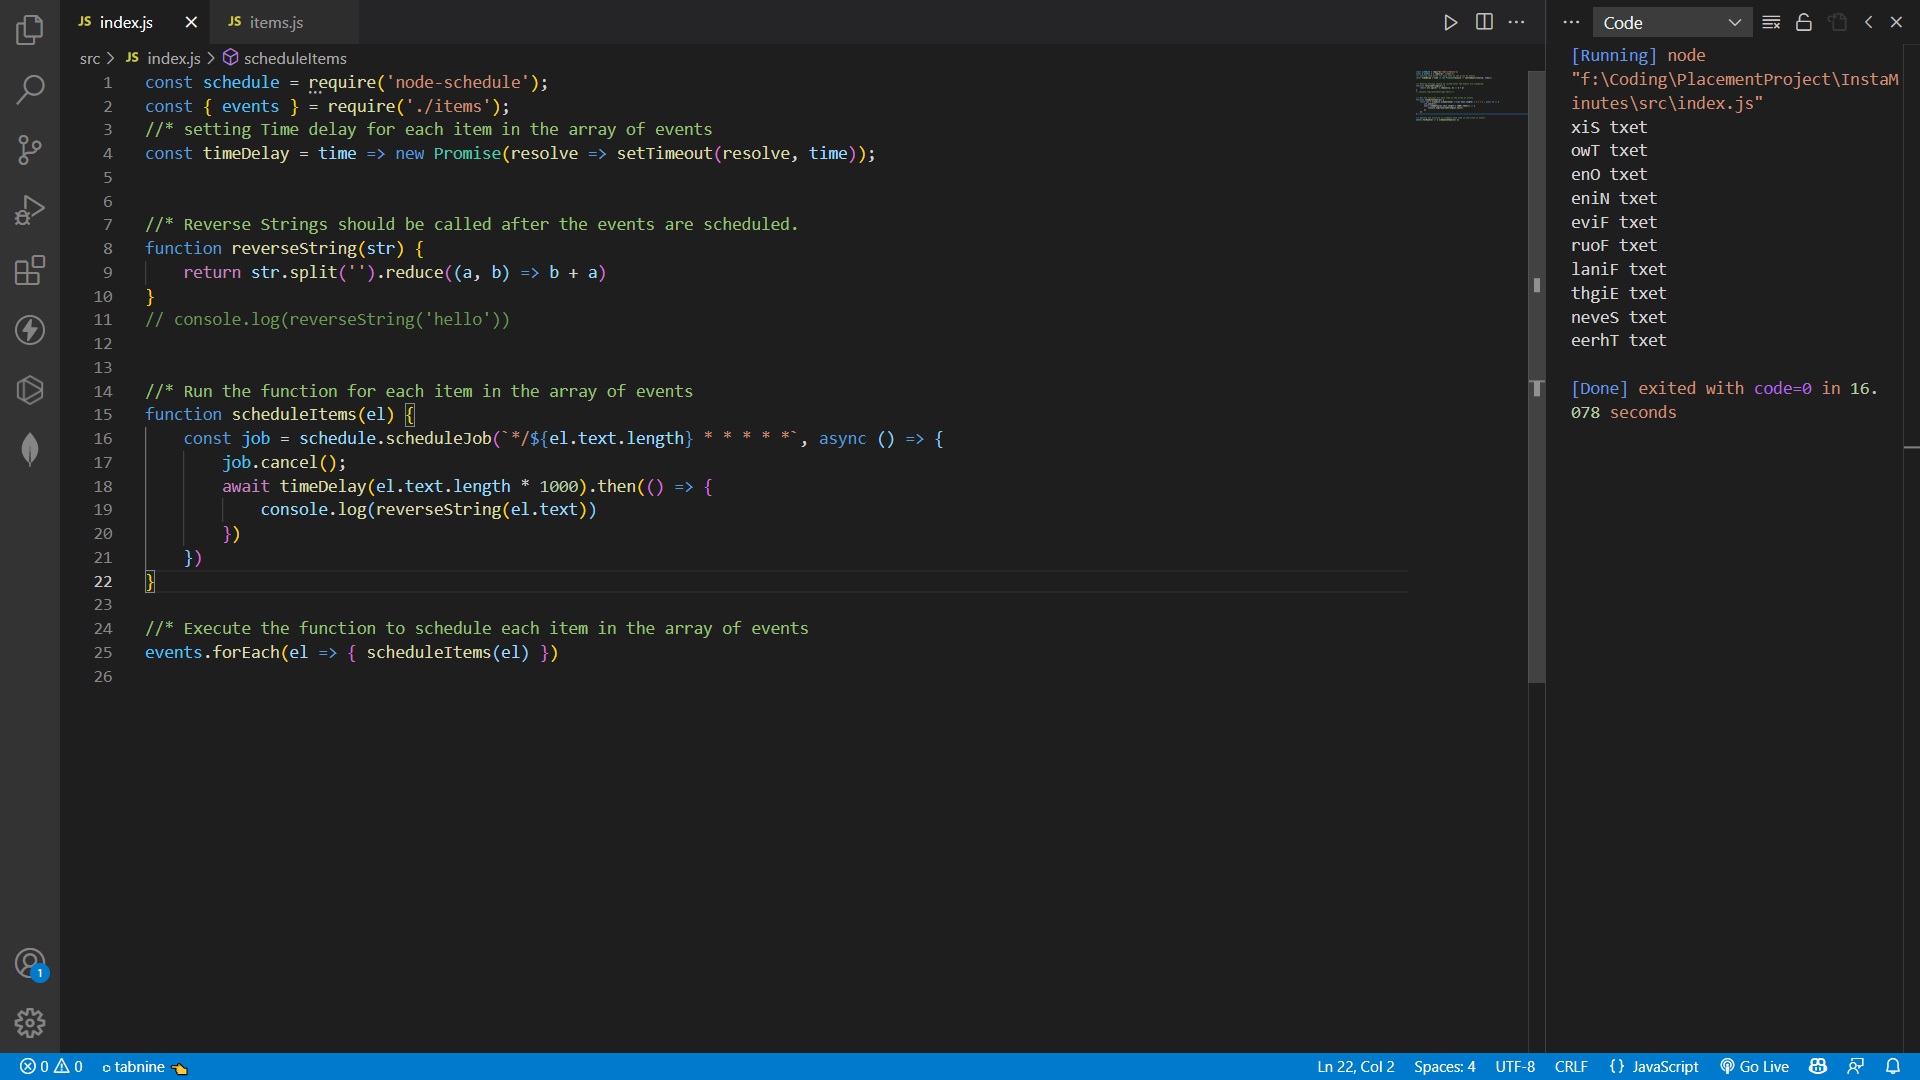 JS index.js JS items.js
src > JS index.js > scheduleItems
1 const schedule = require('node-schedule');
2 const { events } = require('./items');
3 //* setting Time delay for each item in the array of events
4 const timeDelay = time => new Promise(resolve => setTimeout(resolve, time));
5
6
7 //* Reverse Strings should be called after the events are scheduled.
8 function reverseString(str) {
9 return str.split('').reduce((a, b) => b + a)
10 }
11 // console.log(reverseString('hello'))
12
13
14 //* Run the function for each item in the array of events
15 function scheduleItems(el) {
16 const job = schedule.scheduleJob(`*/${el.text.length} * * * * *`, async () => {
17 job.cancel();
18 await timeDelay(el.text.length * 1000).then(() => {
19 console.log(reverseString(el.text))
20 })
21 })
22 }
23
24 //* Execute the function to schedule each item in the array of events
25 events.forEach(el => { scheduleItems(el) })
26
Code
[Running] node
"f:\Coding\PlacementProject\InstaM
inutes\src\index.js"
xiS txet
owT txet
enO txet
eniN txet
eviF txet
ruoF txet
laniF txet
thgiE txet
neveS txet
eerhT txet
[Done] exited with code=0 in 16.
078 seconds
1
0 0 tabnine Ln 22, Col 2 Spaces: 4 UTF-8 CRLF {} JavaScript Go Live